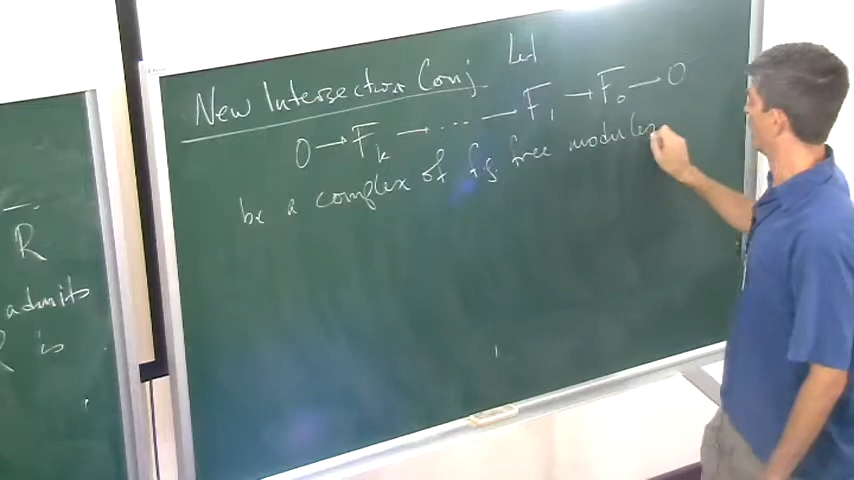 R
admits
is
New Intersection Conj. Let
0 → F_k → ... → F_1 → F_0 → 0
be a complex of f.g. free modules